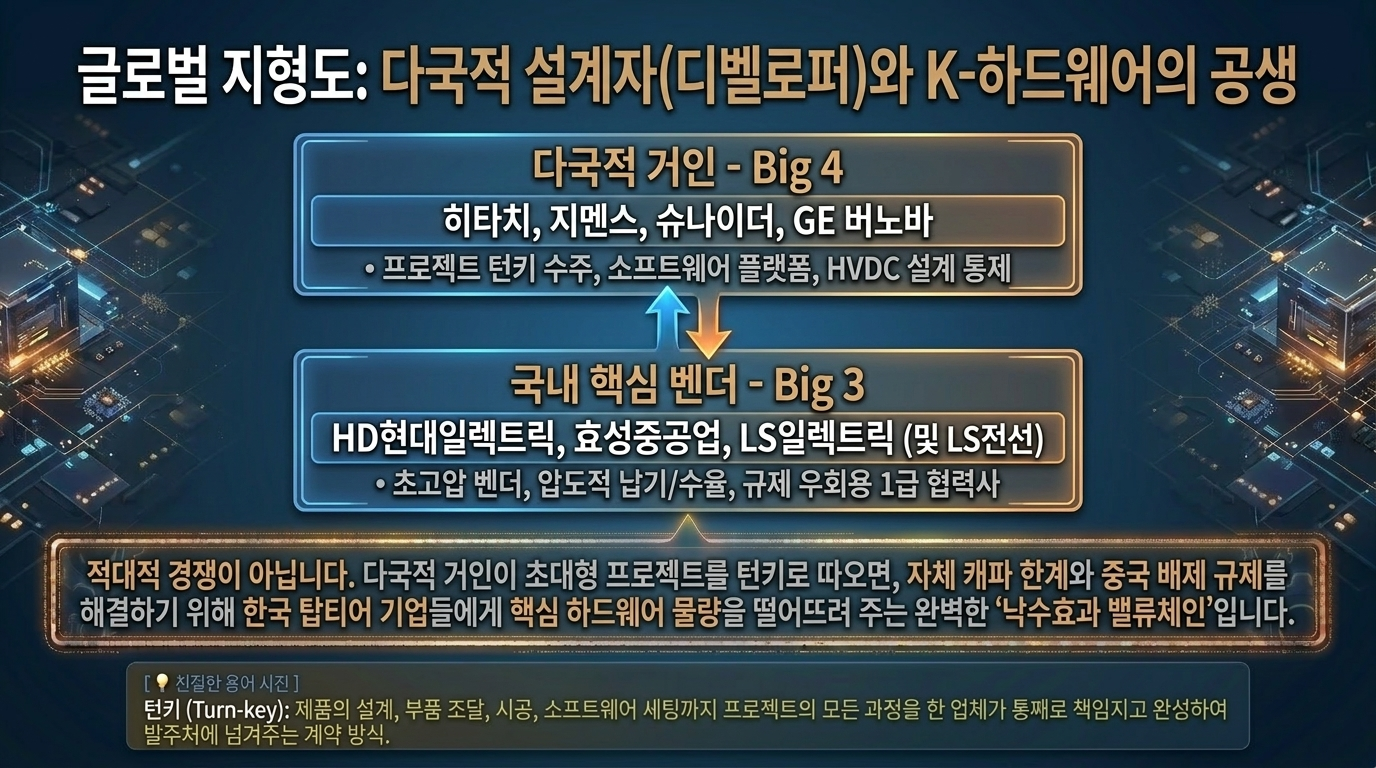 글로벌 지형도: 다국적 설계자(디벨로퍼)와 K-하드웨어의 공생
다국적 거인 - Big 4
히타치, 지멘스, 슈나이더, GE 버노바
• 프로젝트 턴키 수주, 소프트웨어 플랫폼, HVDC 설계 통제
국내 핵심 벤더 - Big 3
HD현대일렉트릭, 효성중공업, LS일렉트릭 (및 LS전선)
• 초고압 벤더, 압도적 납기/수율, 규제 우회용 1급 협력사
적대적 경쟁이 아닙니다. 다국적 거인이 초대형 프로젝트를 턴키로 따오면, 자체 캐파 한계와 중국 배제 규제를
해결하기 위해 한국 탑티어 기업들에게 핵심 하드웨어 물량을 떨어뜨려 주는 완벽한 ‘낙수효과 밸류체인’입니다.
[ 💡 친절한 용어 시진 ]
턴키 (Turn-key): 제품의 설계, 부품 조달, 시공, 소프트웨어 세팅까지 프로젝트의 모든 과정을 한 업체가 통째로 책임지고 완성하여
발주처에 넘겨주는 계약 방식.